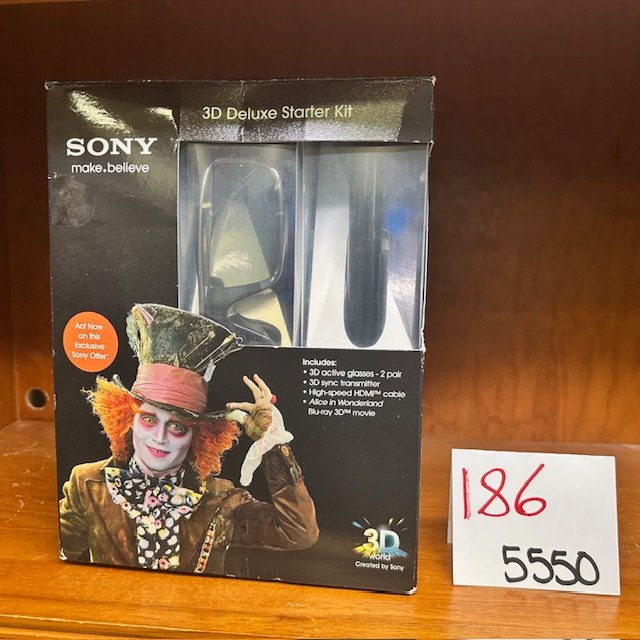 3D Deluxe Starter Kit
SONY
make.believe
Act Now
on this
Exclusive
Sony Offer!
Includes:
• 3D active glasses - 2 pair
• 3D sync transmitter
• High-speed HDMI™ cable
• Alice in Wonderland
Blu-ray 3D™ movie
3D
world
Created by Sony
186
5550